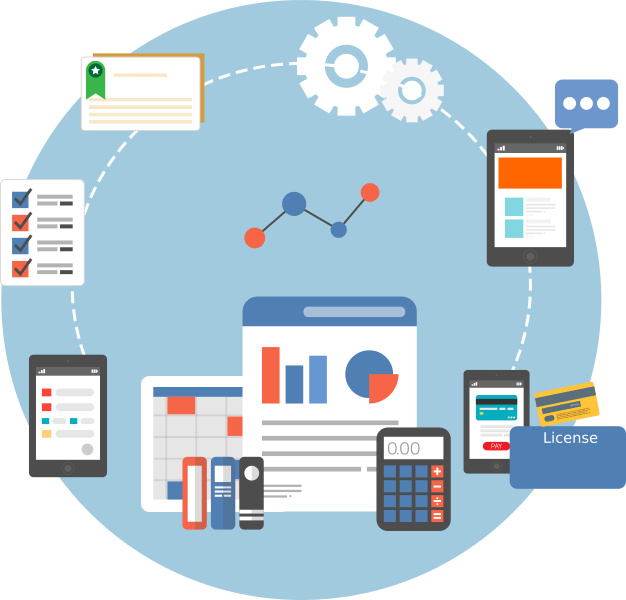 License
PAY
0.00
+
−
÷
=